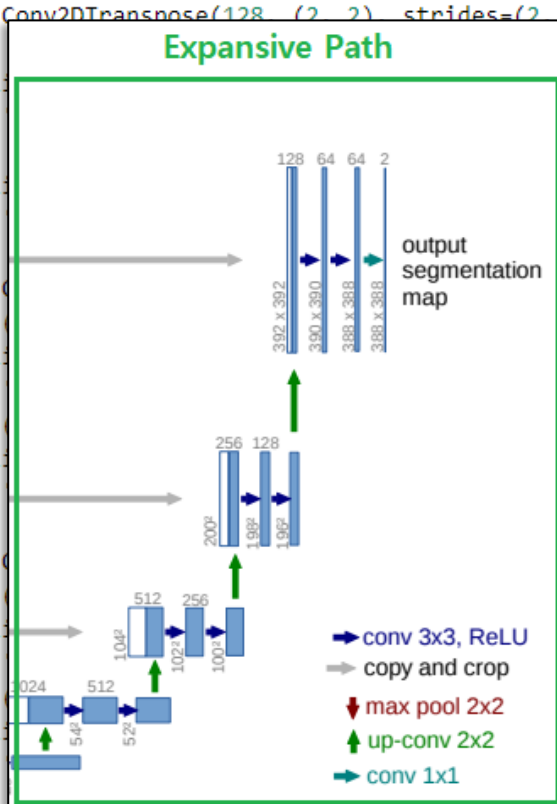 Conv2DTranspose(128, (2, 2), strides=(2,
Expansive Path
128 64 64 2
output
segmentation
map
392 x 392
390 x 390
388 x 388
388 x 388
256 128
200²
198²
196²
512 256
104²
102²
100²
1024 512
54²
52²
conv 3x3, ReLU
copy and crop
max pool 2x2
up-conv 2x2
conv 1x1